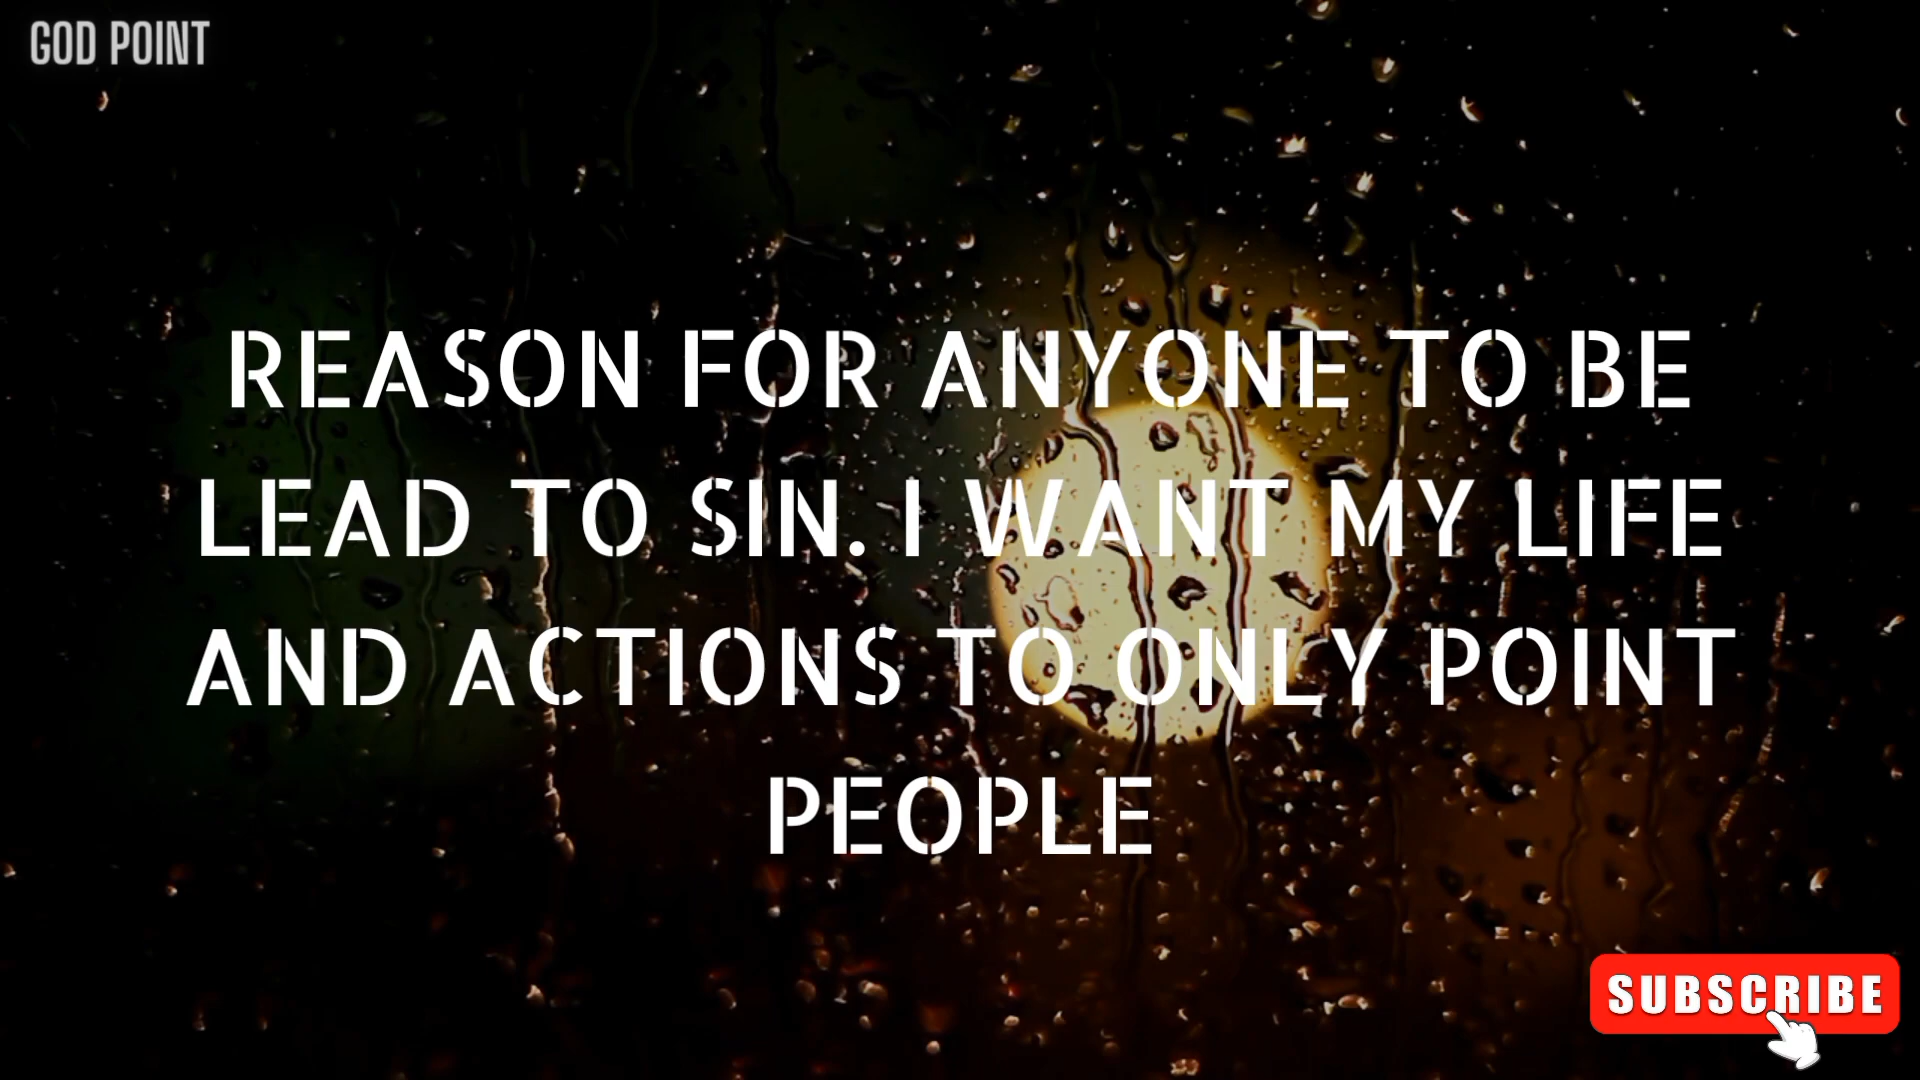 GOD POINT
REASON FOR ANYONE TO BE
LEAD TO SIN. I WANT MY LIFE
AND ACTIONS TO ONLY POINT
PEOPLE
SUBSCRIBE